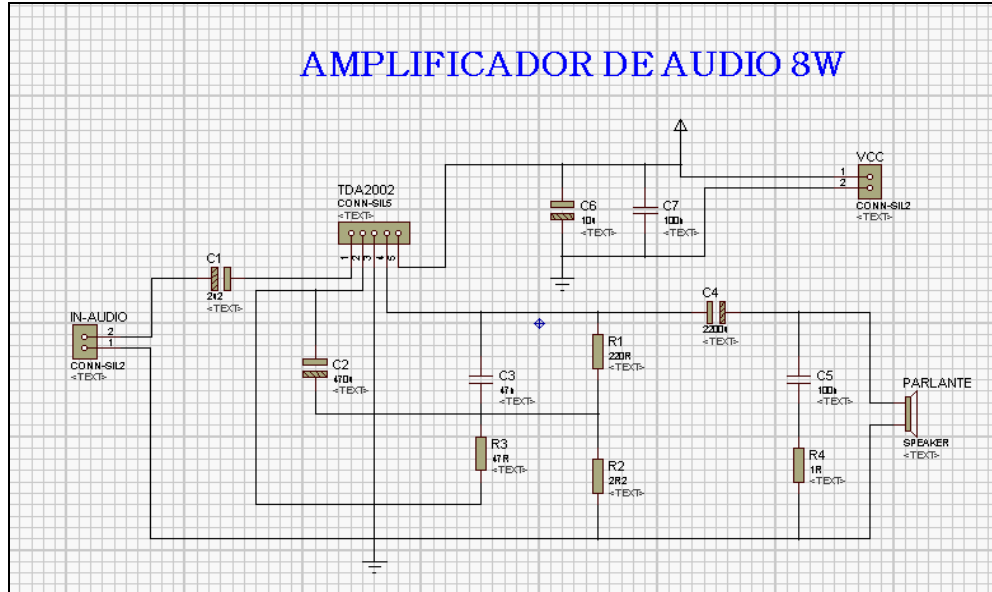 AMPLIFICADOR DE AUDIO 8W
VCC
1
2
CONN-SIL2
<TEXT>
TDA2002
CONN-SIL5
<TEXT>
1
2
3
4
5
C6
10u
<TEXT>
C7
100n
<TEXT>
C1
2u2
<TEXT>
IN-AUDIO
2
1
CONN-SIL2
<TEXT>
C4
2200u
<TEXT>
C2
470u
<TEXT>
C3
47n
<TEXT>
R1
220R
<TEXT>
C5
100n
<TEXT>
PARLANTE
SPEAKER
<TEXT>
R3
47R
<TEXT>
R2
2R2
<TEXT>
R4
1R
<TEXT>